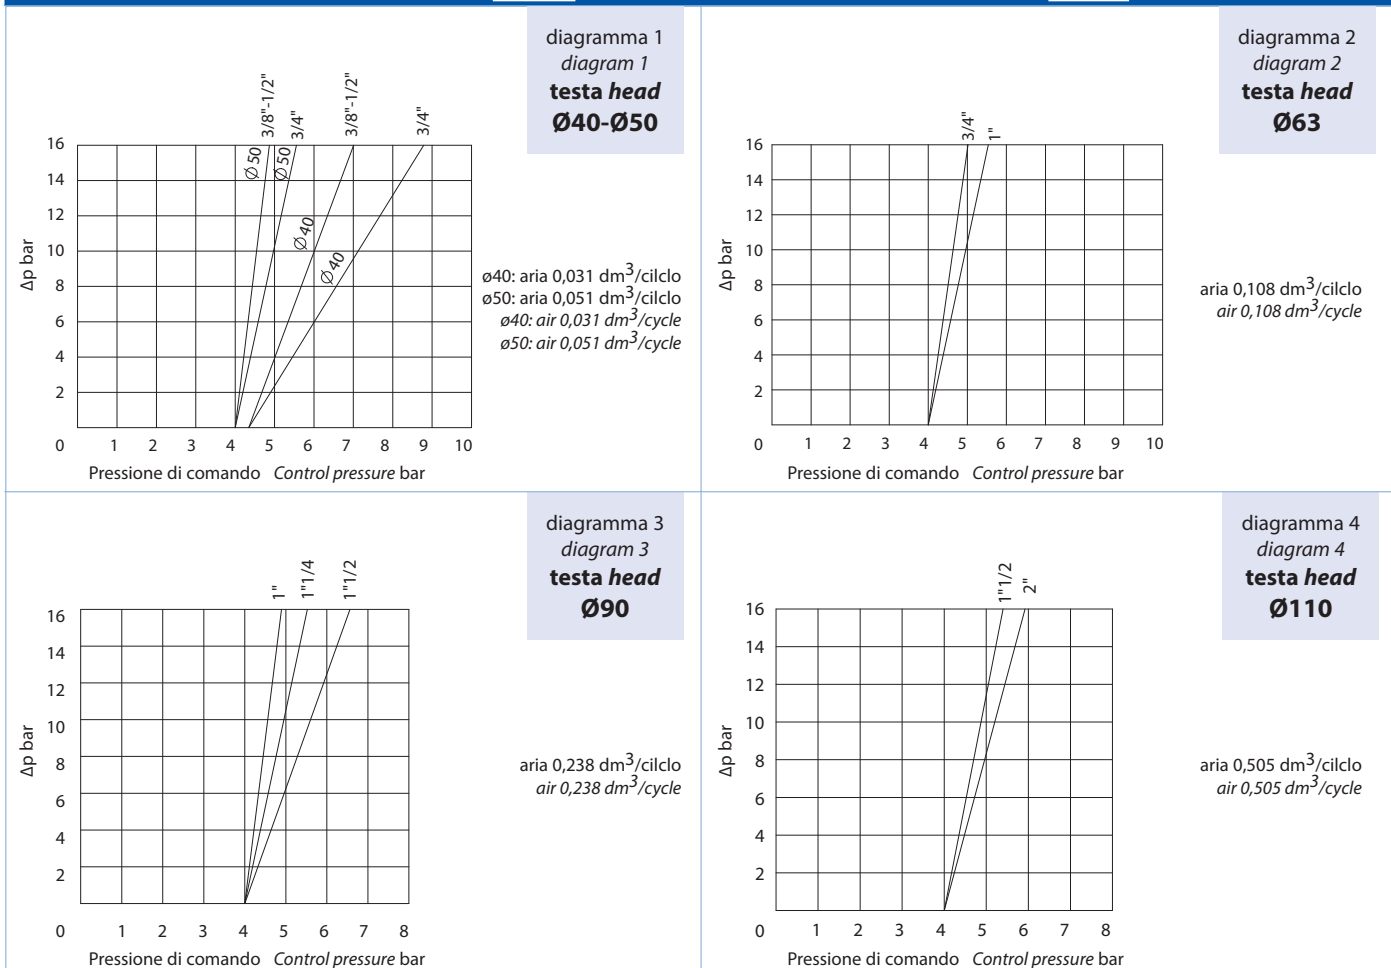 diagramma 1
diagram 1
testa head
Ø40-Ø50
3/8"-1/2"
3/4"
3/8"-1/2"
3/4"
Ø 50
Ø 50
Ø 40
Ø 40
16
14
12
10
8
6
4
2
Δp bar
0 1 2 3 4 5 6 7 8 9 10
Pressione di comando Control pressure bar
ø40: aria 0,031 dm³/cilclo
ø50: aria 0,051 dm³/cilclo
ø40: air 0,031 dm³/cycle
ø50: air 0,051 dm³/cycle
diagramma 2
diagram 2
testa head
Ø63
3/4"
1"
16
14
12
10
8
6
4
2
Δp bar
0 1 2 3 4 5 6 7 8 9 10
Pressione di comando Control pressure bar
aria 0,108 dm³/cilclo
air 0,108 dm³/cycle
diagramma 3
diagram 3
testa head
Ø90
1"
1"1/4
1"1/2
16
14
12
10
8
6
4
2
Δp bar
0 1 2 3 4 5 6 7 8
Pressione di comando Control pressure bar
aria 0,238 dm³/cilclo
air 0,238 dm³/cycle
diagramma 4
diagram 4
testa head
Ø110
1"1/2
2"
16
14
12
10
8
6
4
2
Δp bar
0 1 2 3 4 5 6 7 8
Pressione di comando Control pressure bar
aria 0,505 dm³/cilclo
air 0,505 dm³/cycle